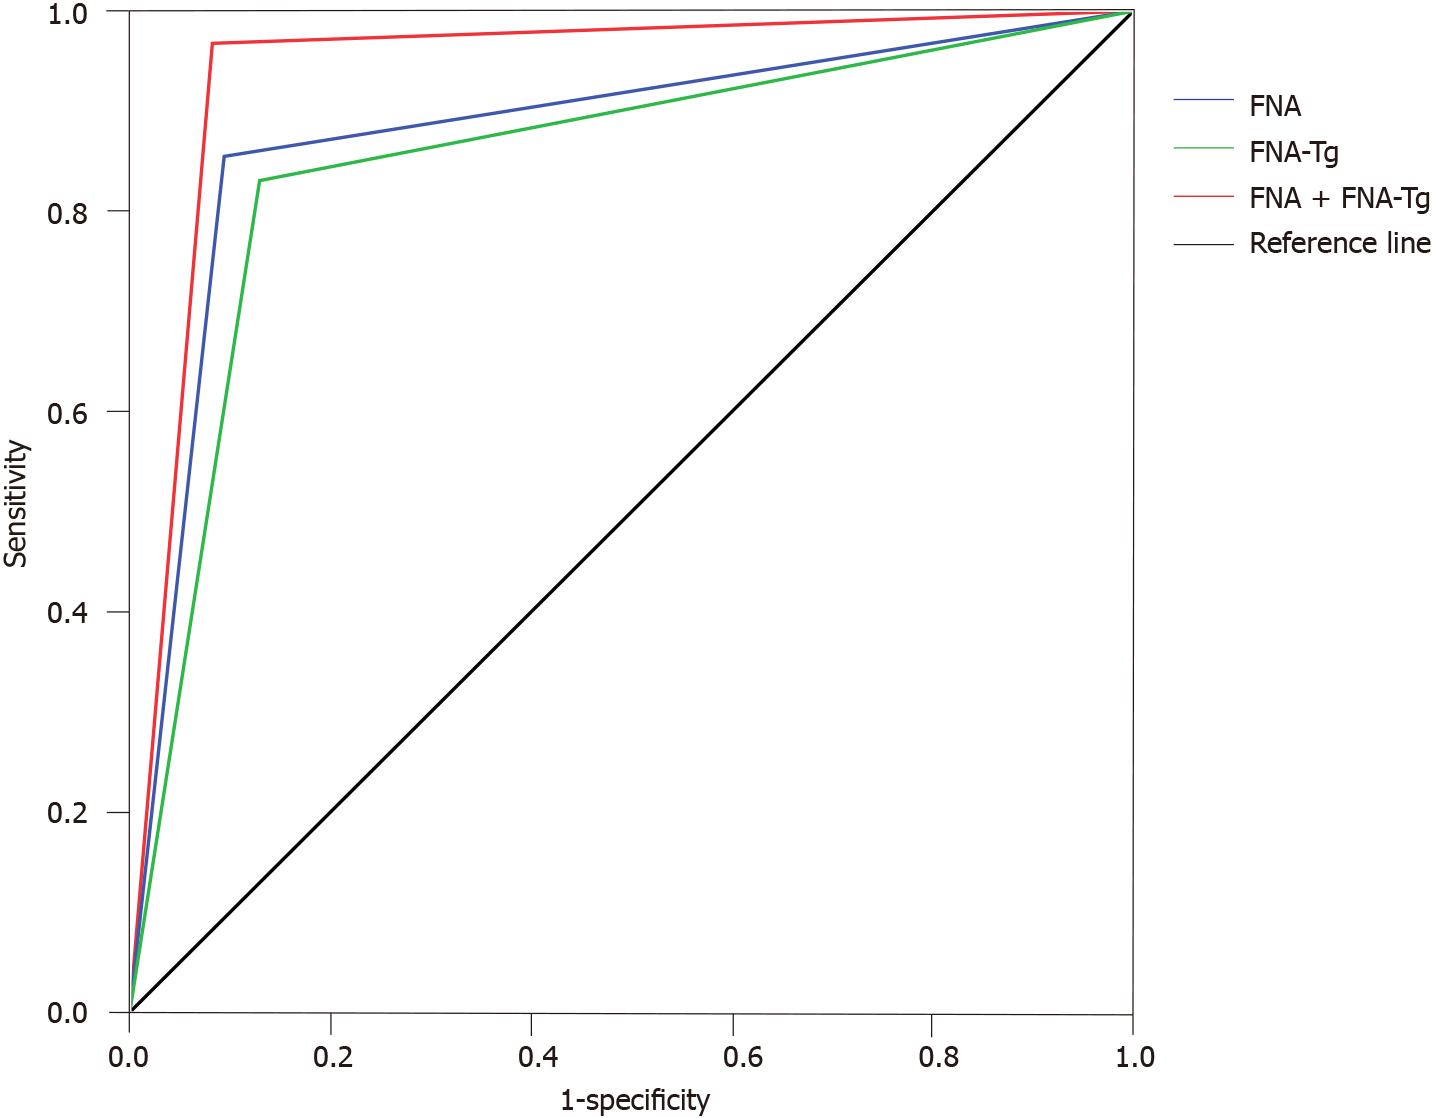 1.0
0.8
0.6
0.4
0.2
0.0
Sensitivity
0.0 0.2 0.4 0.6 0.8 1.0
1-specificity
FNA
FNA-Tg
FNA + FNA-Tg
Reference line